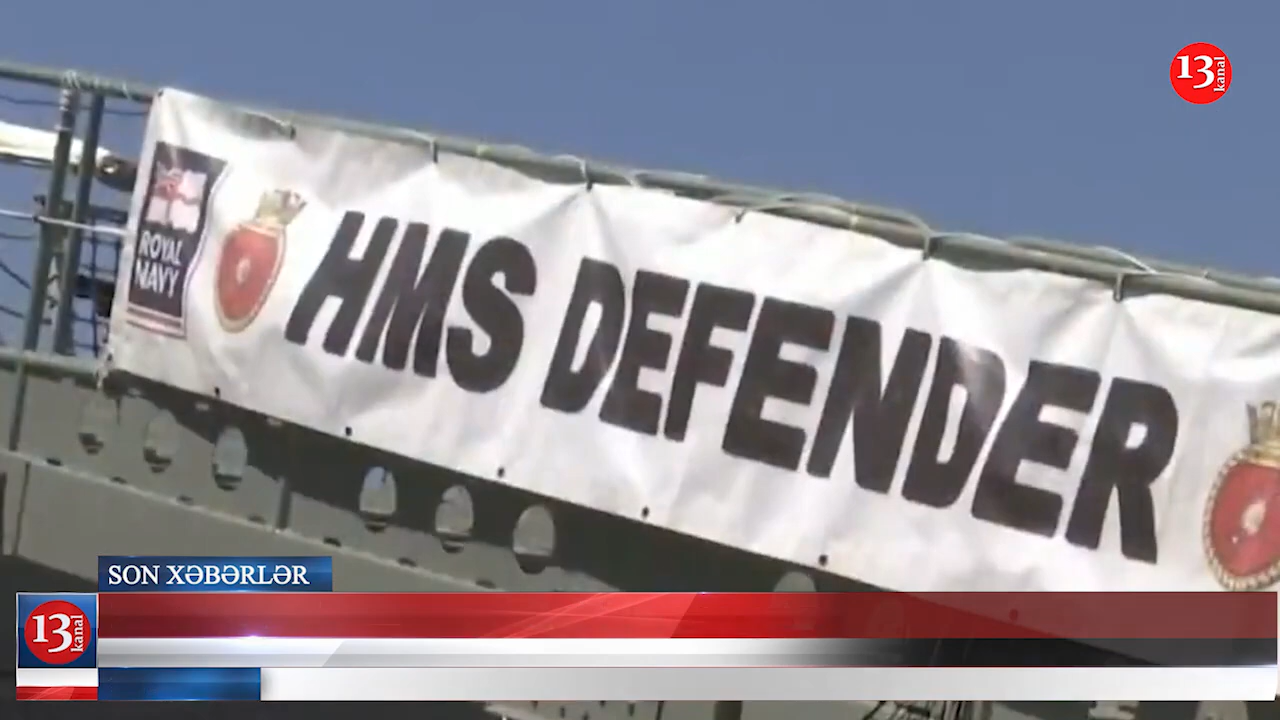 13 kanal
ROYAL
NAVY
HMS DEFENDER
SON XƏBƏRLƏR
13 kanal